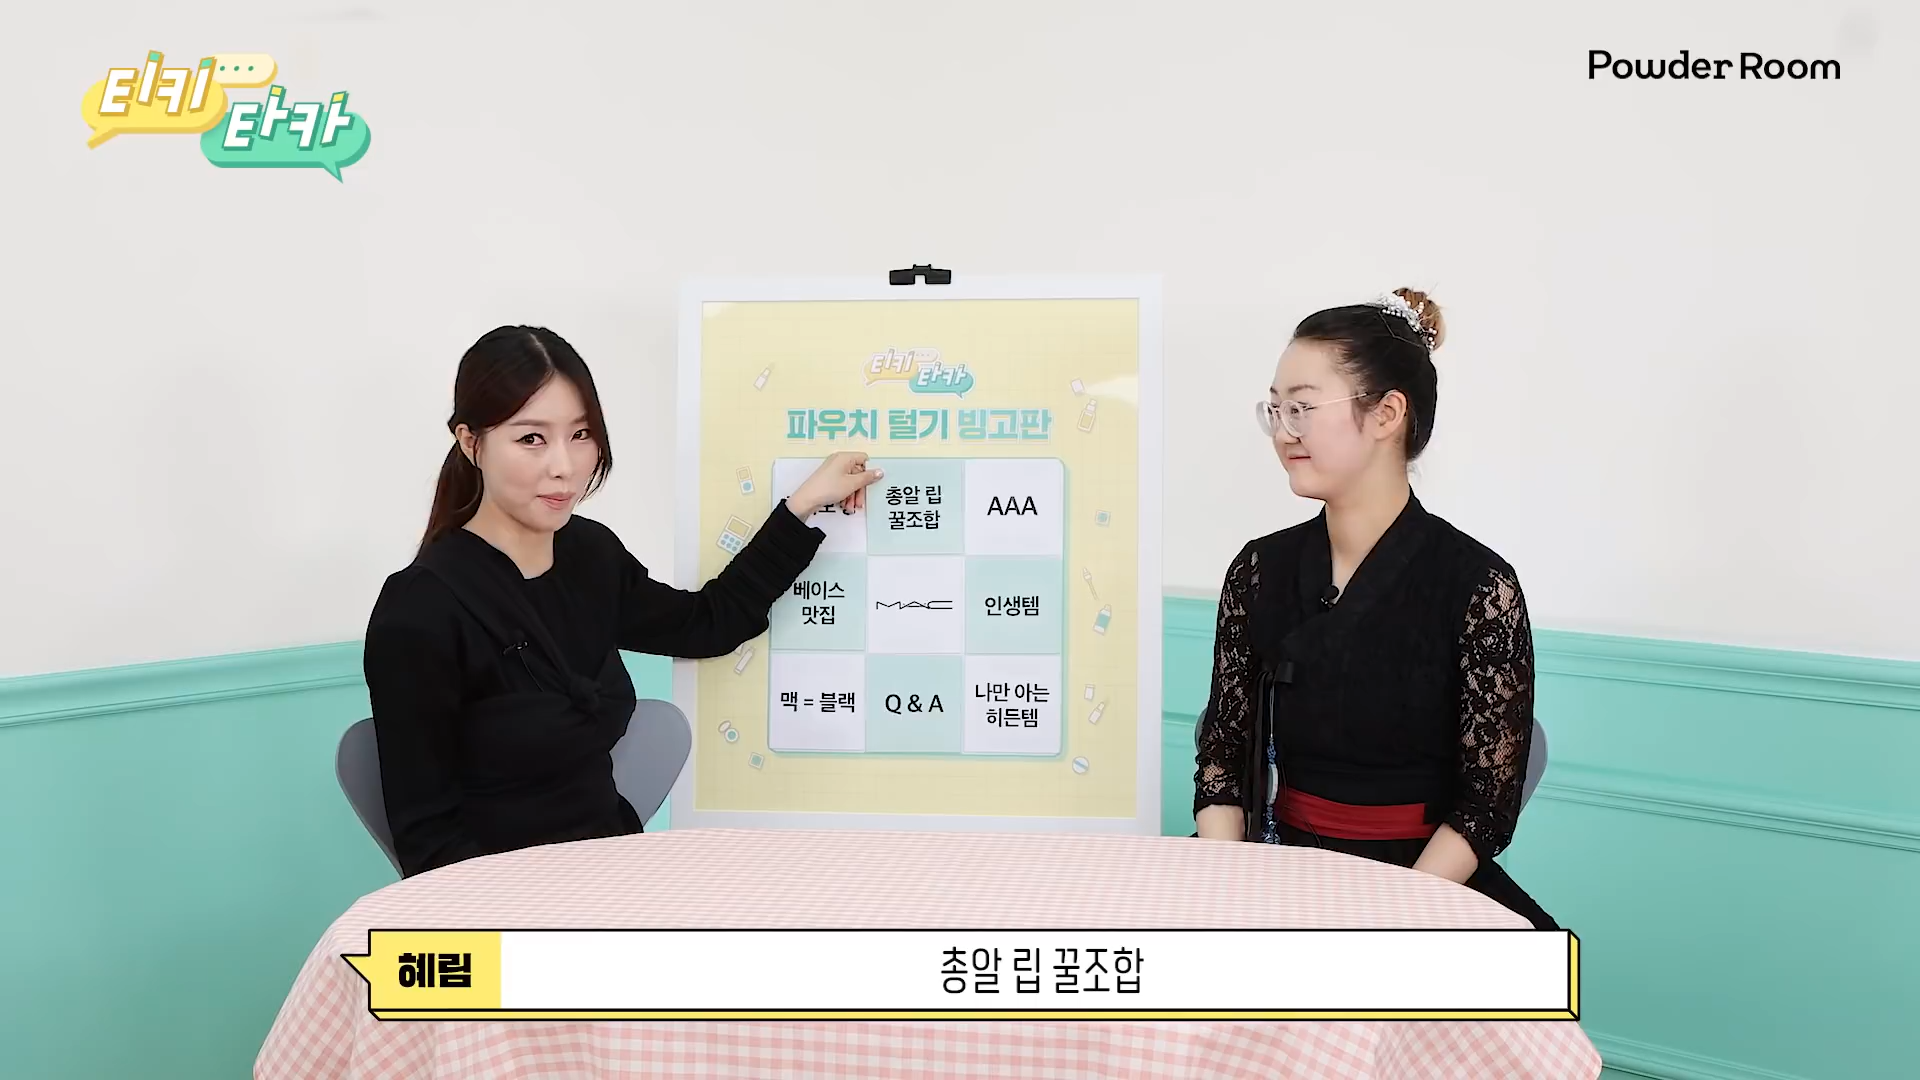 티키
타카
Powder Room
티키
타카
파우치 털기 빙고판
총알 립
꿀조합
AAA
베이스
맛집
MAC
인생템
맥 = 블랙
Q & A
나만 아는
히든템
혜림
총알 립 꿀조합